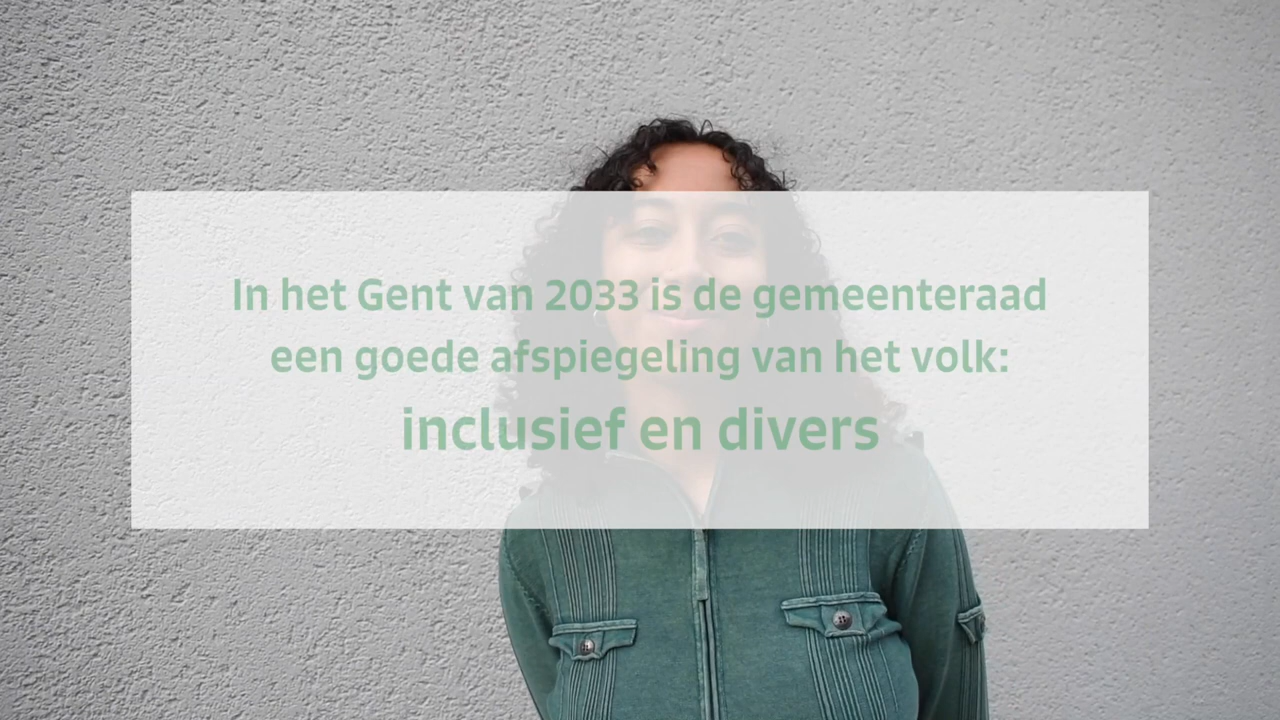 In het Gent van 2033 is de gemeenteraad
een goede afspiegeling van het volk:
inclusief en divers